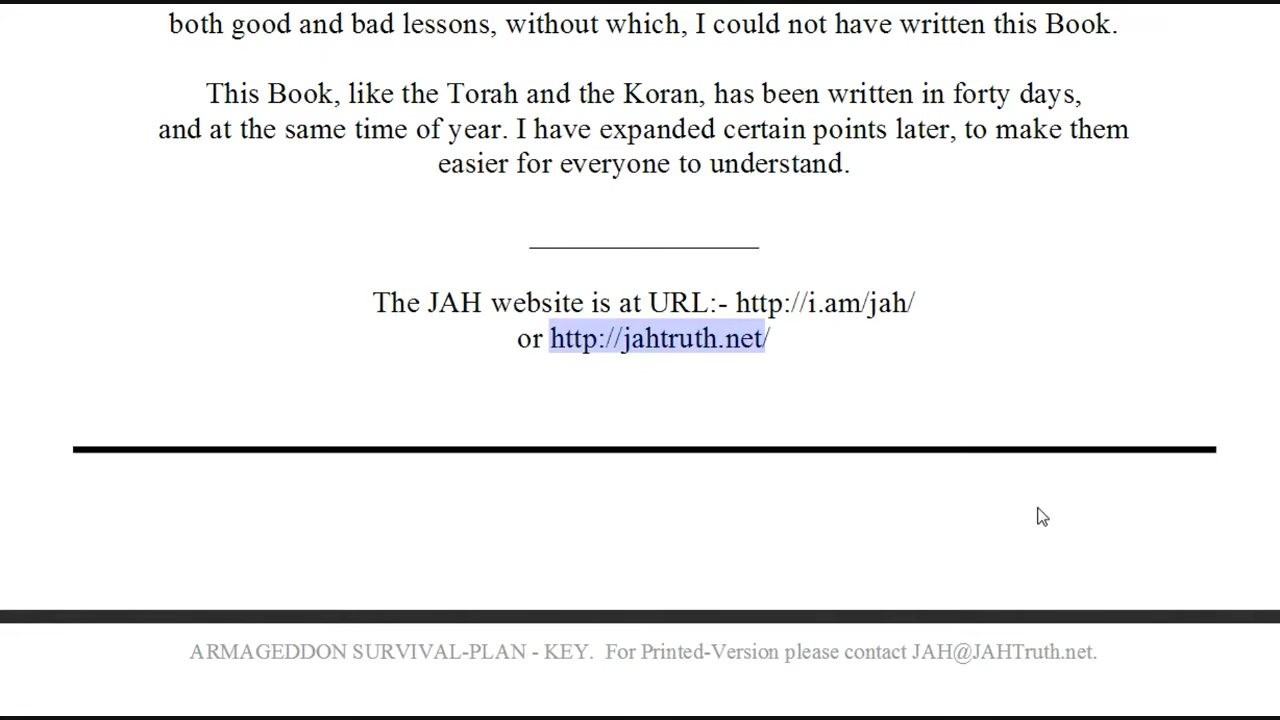 both good and bad lessons, without which, I could not have written this Book.
This Book, like the Torah and the Koran, has been written in forty days,
and at the same time of year. I have expanded certain points later, to make them
easier for everyone to understand.
The JAH website is at URL:- http://i.am/jah/
or http://jahtruth.net/
ARMAGEDDON SURVIVAL-PLAN - KEY. For Printed-Version please contact JAH@JAHTruth.net.